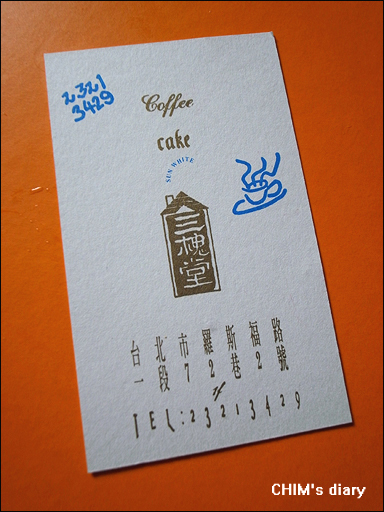 2321
3429
Coffee
cake
SUN WHITE
三槐堂
台北市羅斯福路
一段72巷2號
TEL:23213429
CHIM's diary